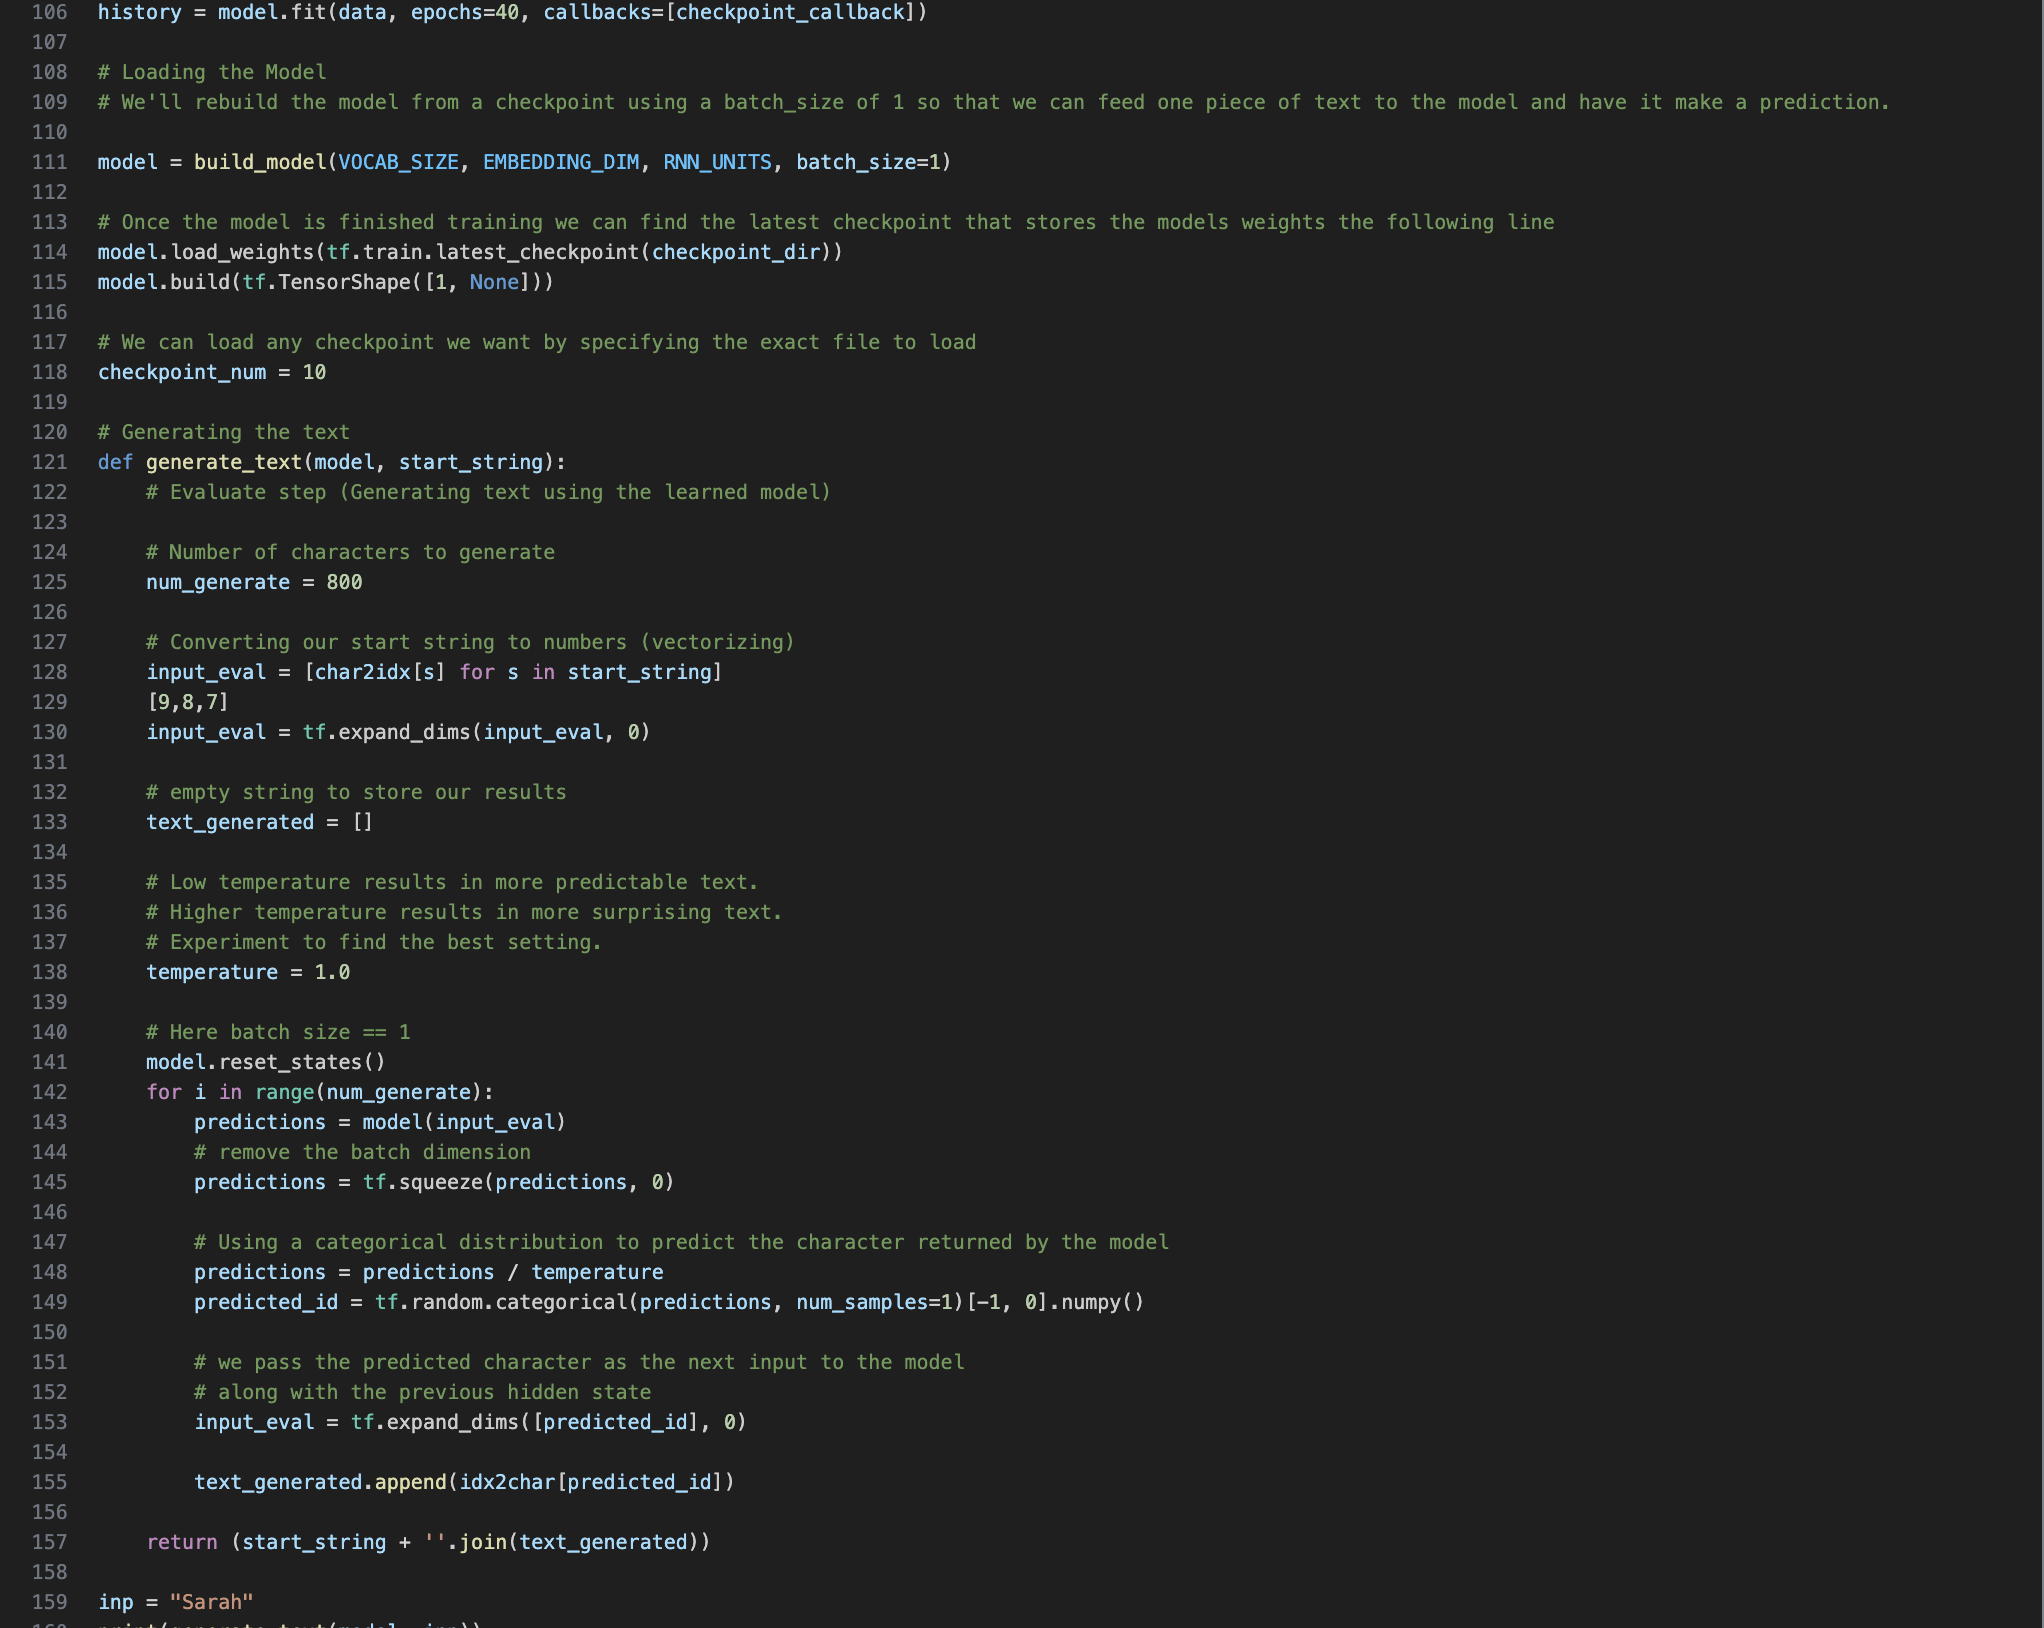 106 history = model.fit(data, epochs=40, callbacks=[checkpoint_callback])
107
108 # Loading the Model
109 # We'll rebuild the model from a checkpoint using a batch_size of 1 so that we can feed one piece of text to the model and have it make a prediction.
110
111 model = build_model(VOCAB_SIZE, EMBEDDING_DIM, RNN_UNITS, batch_size=1)
112
113 # Once the model is finished training we can find the latest checkpoint that stores the models weights the following line
114 model.load_weights(tf.train.latest_checkpoint(checkpoint_dir))
115 model.build(tf.TensorShape([1, None]))
116
117 # We can load any checkpoint we want by specifying the exact file to load
118 checkpoint_num = 10
119
120 # Generating the text
121 def generate_text(model, start_string):
122     # Evaluate step (Generating text using the learned model)
123
124     # Number of characters to generate
125     num_generate = 800
126
127     # Converting our start string to numbers (vectorizing)
128     input_eval = [char2idx[s] for s in start_string]
129     [9,8,7]
130     input_eval = tf.expand_dims(input_eval, 0)
131
132     # empty string to store our results
133     text_generated = []
134
135     # Low temperature results in more predictable text.
136     # Higher temperature results in more surprising text.
137     # Experiment to find the best setting.
138     temperature = 1.0
139
140     # Here batch size == 1
141     model.reset_states()
142     for i in range(num_generate):
143         predictions = model(input_eval)
144         # remove the batch dimension
145         predictions = tf.squeeze(predictions, 0)
146
147         # Using a categorical distribution to predict the character returned by the model
148         predictions = predictions / temperature
149         predicted_id = tf.random.categorical(predictions, num_samples=1)[-1, 0].numpy()
150
151         # we pass the predicted character as the next input to the model
152         # along with the previous hidden state
153         input_eval = tf.expand_dims([predicted_id], 0)
154
155         text_generated.append(idx2char[predicted_id])
156
157     return (start_string + ''.join(text_generated))
158
159 inp = "Sarah"